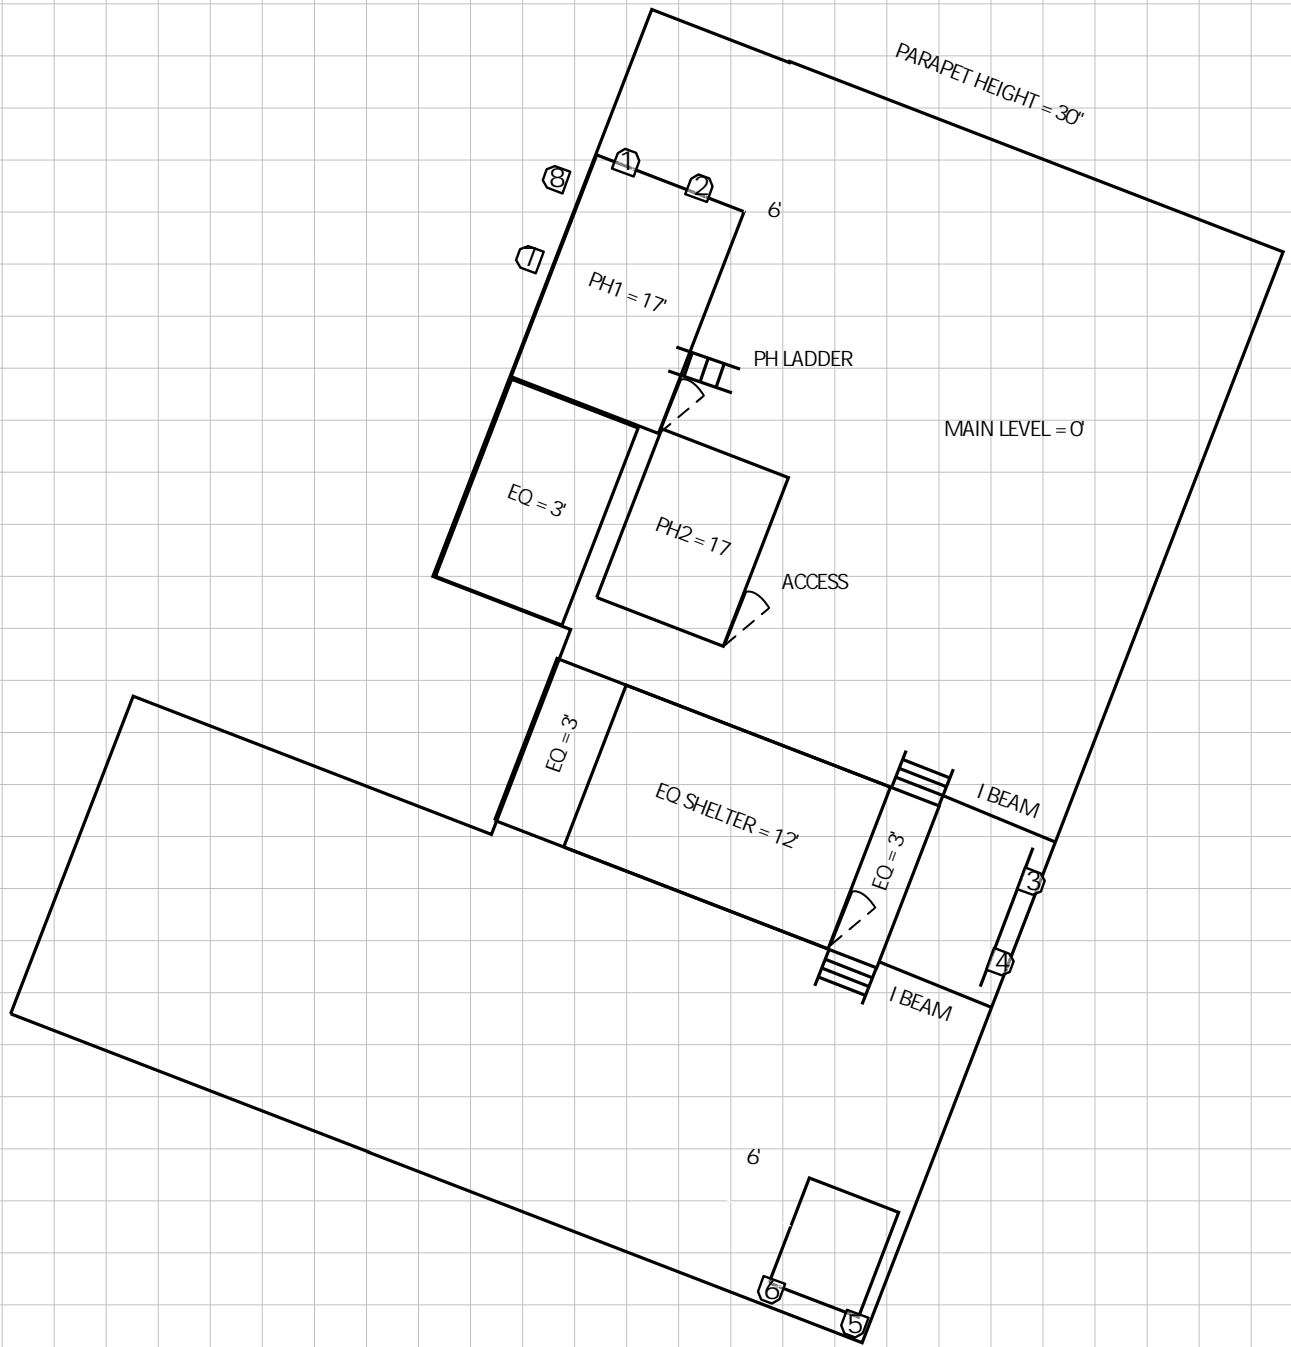 PARAPET HEIGHT = 30"
1
8
2
6'
7
PH1 = 17'
PH LADDER
MAIN LEVEL = 0'
EQ = 3'
PH2 = 17
ACCESS
EQ = 3'
EQ SHELTER = 12'
I BEAM
EQ = 3'
3
4
I BEAM
6'
6
5